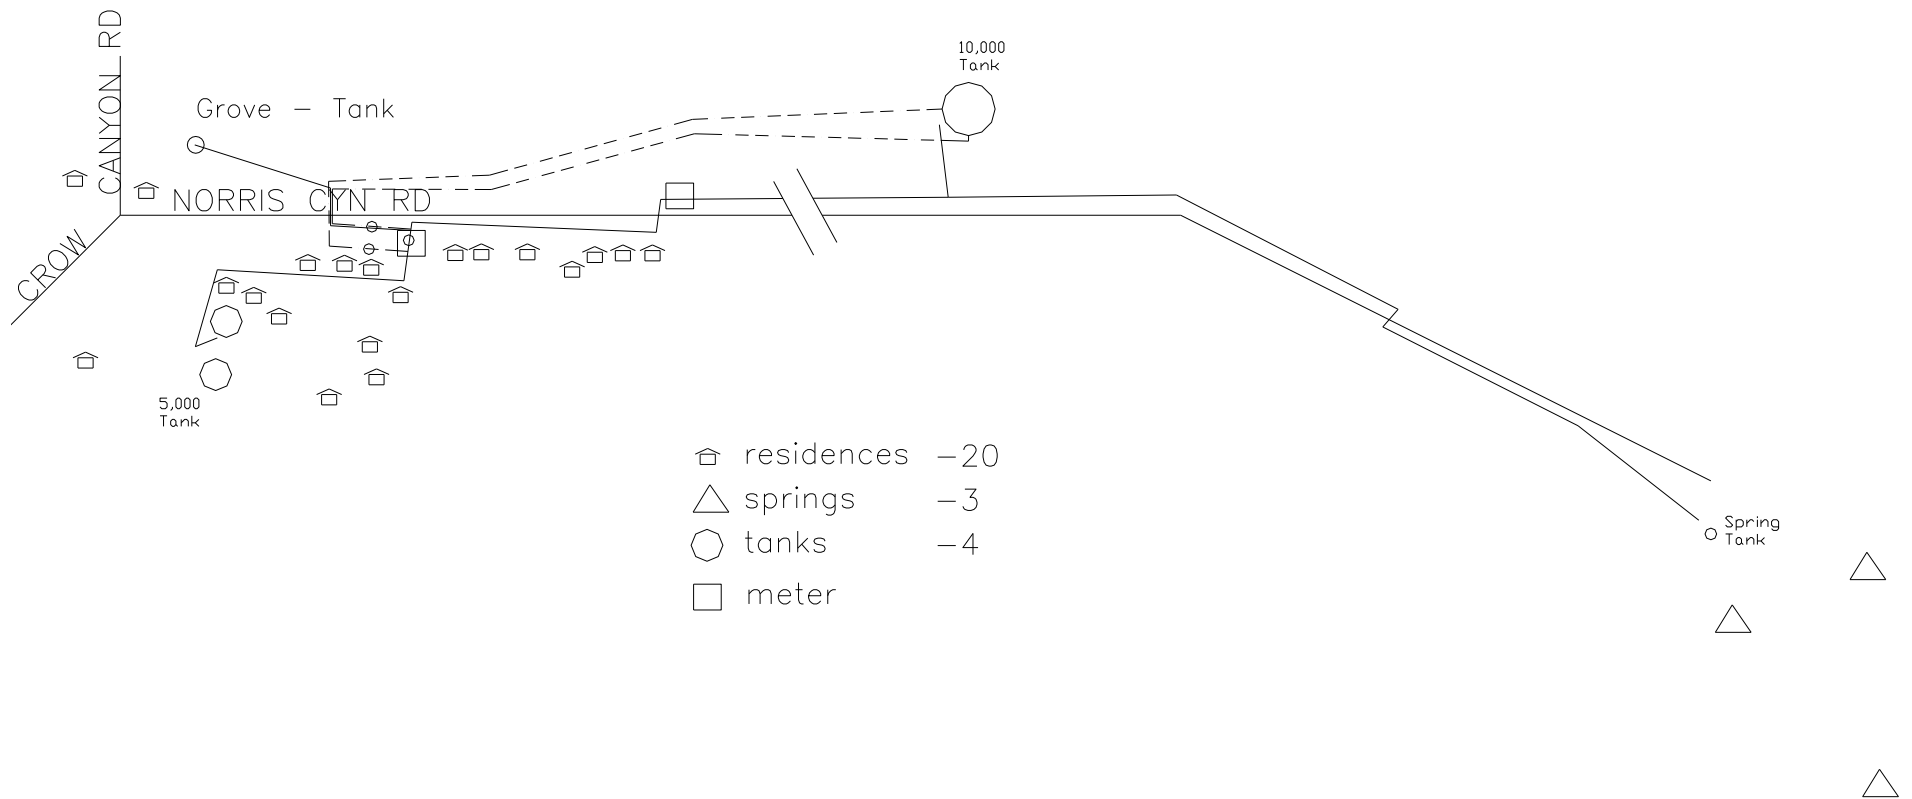 CANYON RD
10,000
Tank
Grove - Tank
NORRIS CYN RD
CROW
5,000
Tank
residences -20
springs -3
tanks -4
meter
Spring
Tank